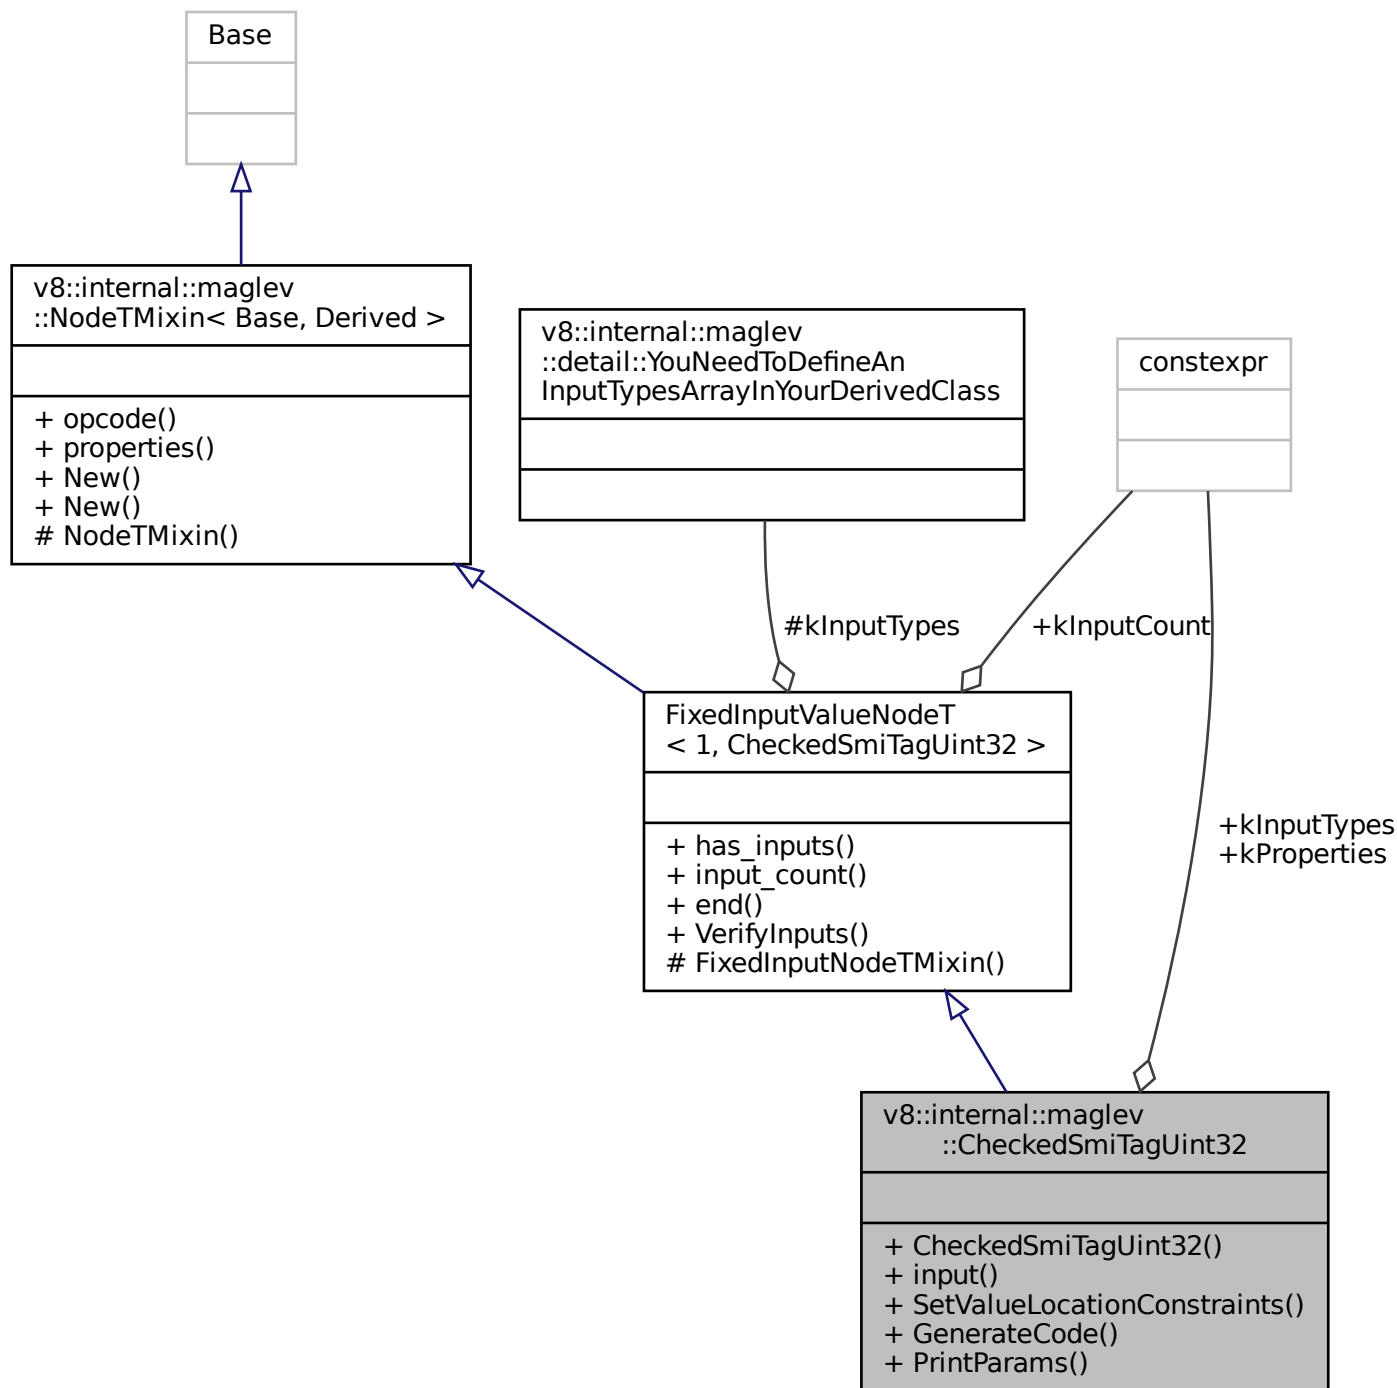 Base
v8::internal::maglev
::NodeTMixin< Base, Derived >
+ opcode()
+ properties()
+ New()
+ New()
# NodeTMixin()
v8::internal::maglev
::detail::YouNeedToDefineAn
InputTypesArrayInYourDerivedClass
constexpr
#kInputTypes
+kInputCount
FixedInputValueNodeT
< 1, CheckedSmiTagUint32 >
+ has_inputs()
+ input_count()
+ end()
+ VerifyInputs()
# FixedInputNodeTMixin()
+kInputTypes
+kProperties
v8::internal::maglev
::CheckedSmiTagUint32
+ CheckedSmiTagUint32()
+ input()
+ SetValueLocationConstraints()
+ GenerateCode()
+ PrintParams()